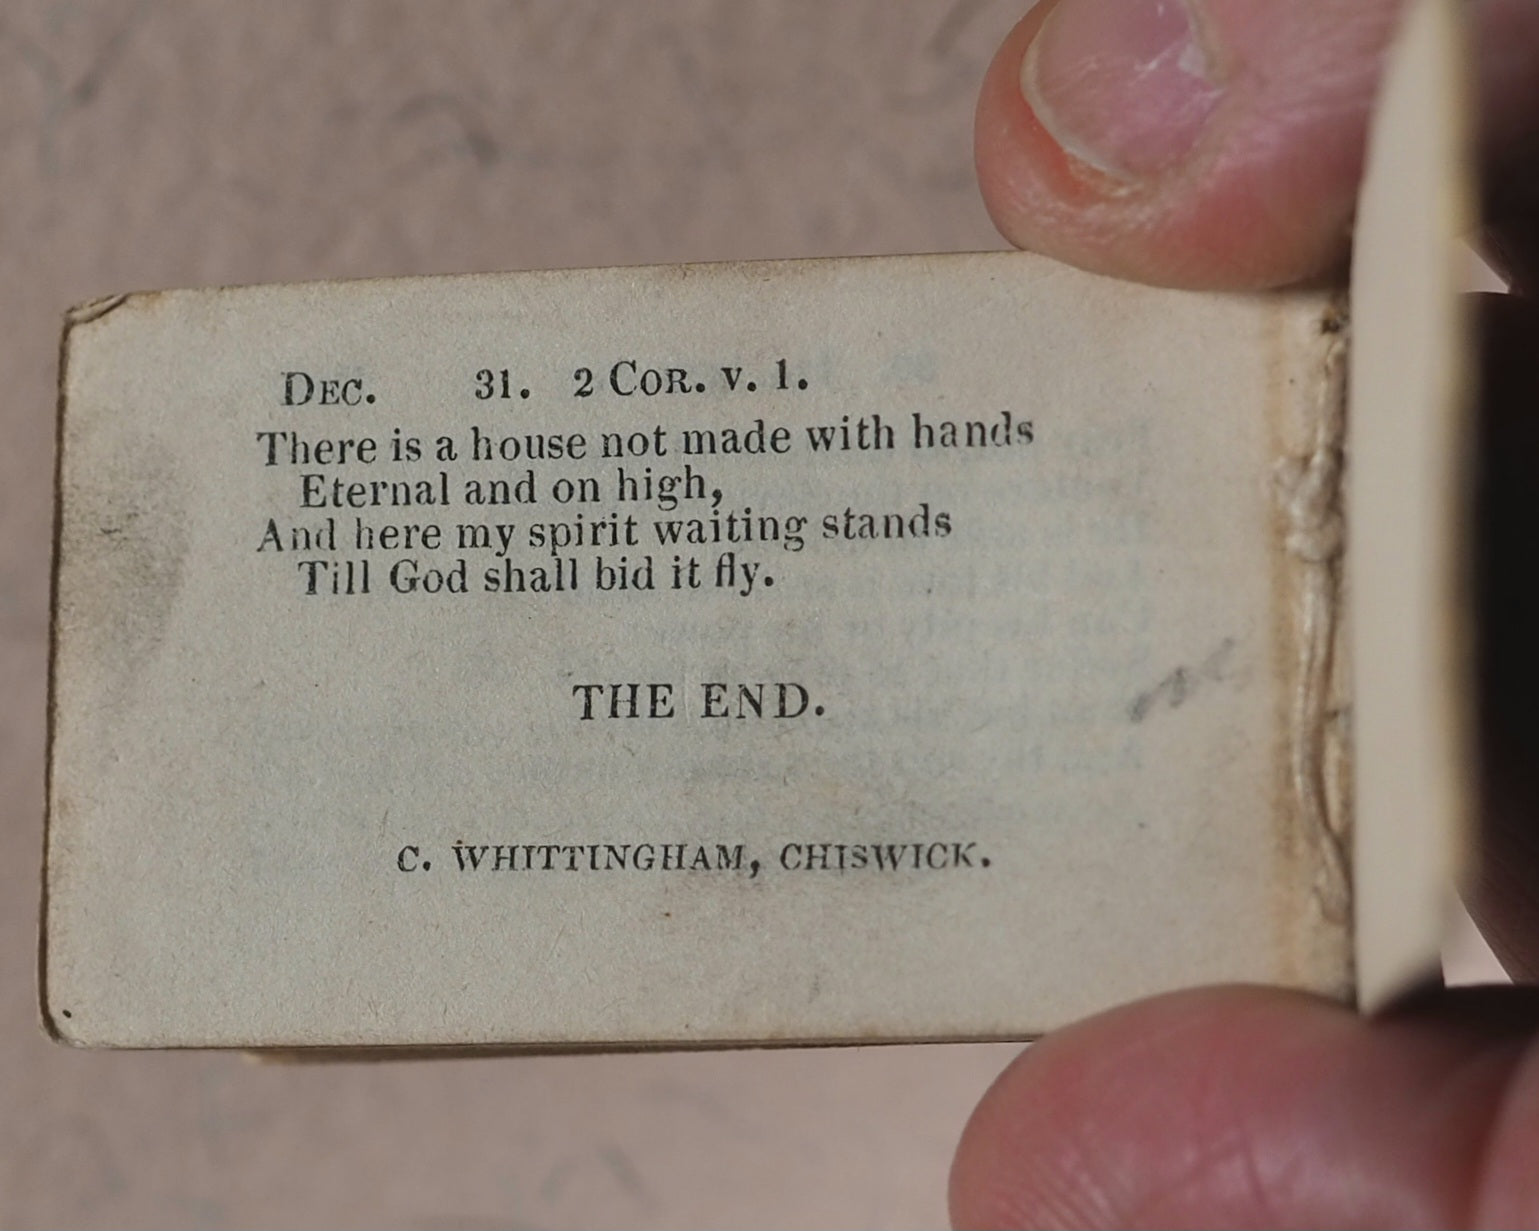 Dec. 31. 2 Cor. v. 1.
There is a house not made with hands
Eternal and on high,
And here my spirit waiting stands
Till God shall bid it fly.
THE END.
C. WHITTINGHAM, CHISWICK.